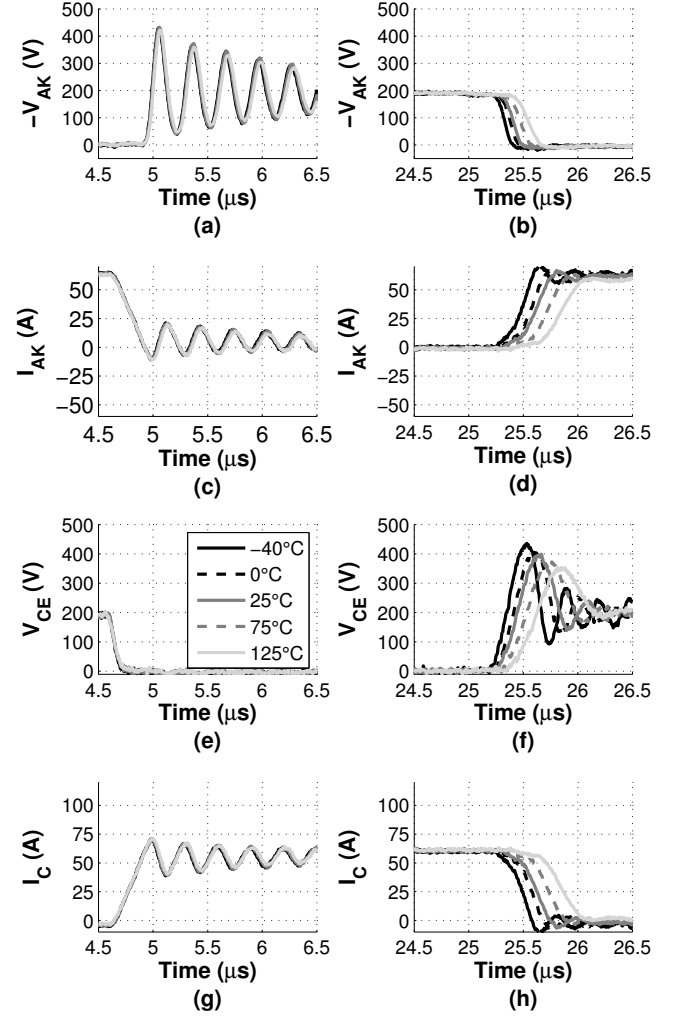 500
400
300
200
100
0
−V_AK (V)
4.5 5 5.5 6 6.5
Time (μs)
(a)
500
400
300
200
100
0
−V_AK (V)
24.5 25 25.5 26 26.5
Time (μs)
(b)
50
25
0
−25
−50
I_AK (A)
4.5 5 5.5 6 6.5
Time (μs)
(c)
50
25
0
−25
−50
I_AK (A)
24.5 25 25.5 26 26.5
Time (μs)
(d)
500
400
300
200
100
0
V_CE (V)
−40°C
0°C
25°C
75°C
125°C
4.5 5 5.5 6 6.5
Time (μs)
(e)
500
400
300
200
100
0
V_CE (V)
24.5 25 25.5 26 26.5
Time (μs)
(f)
100
75
50
25
0
I_C (A)
4.5 5 5.5 6 6.5
Time (μs)
(g)
100
75
50
25
0
I_C (A)
24.5 25 25.5 26 26.5
Time (μs)
(h)